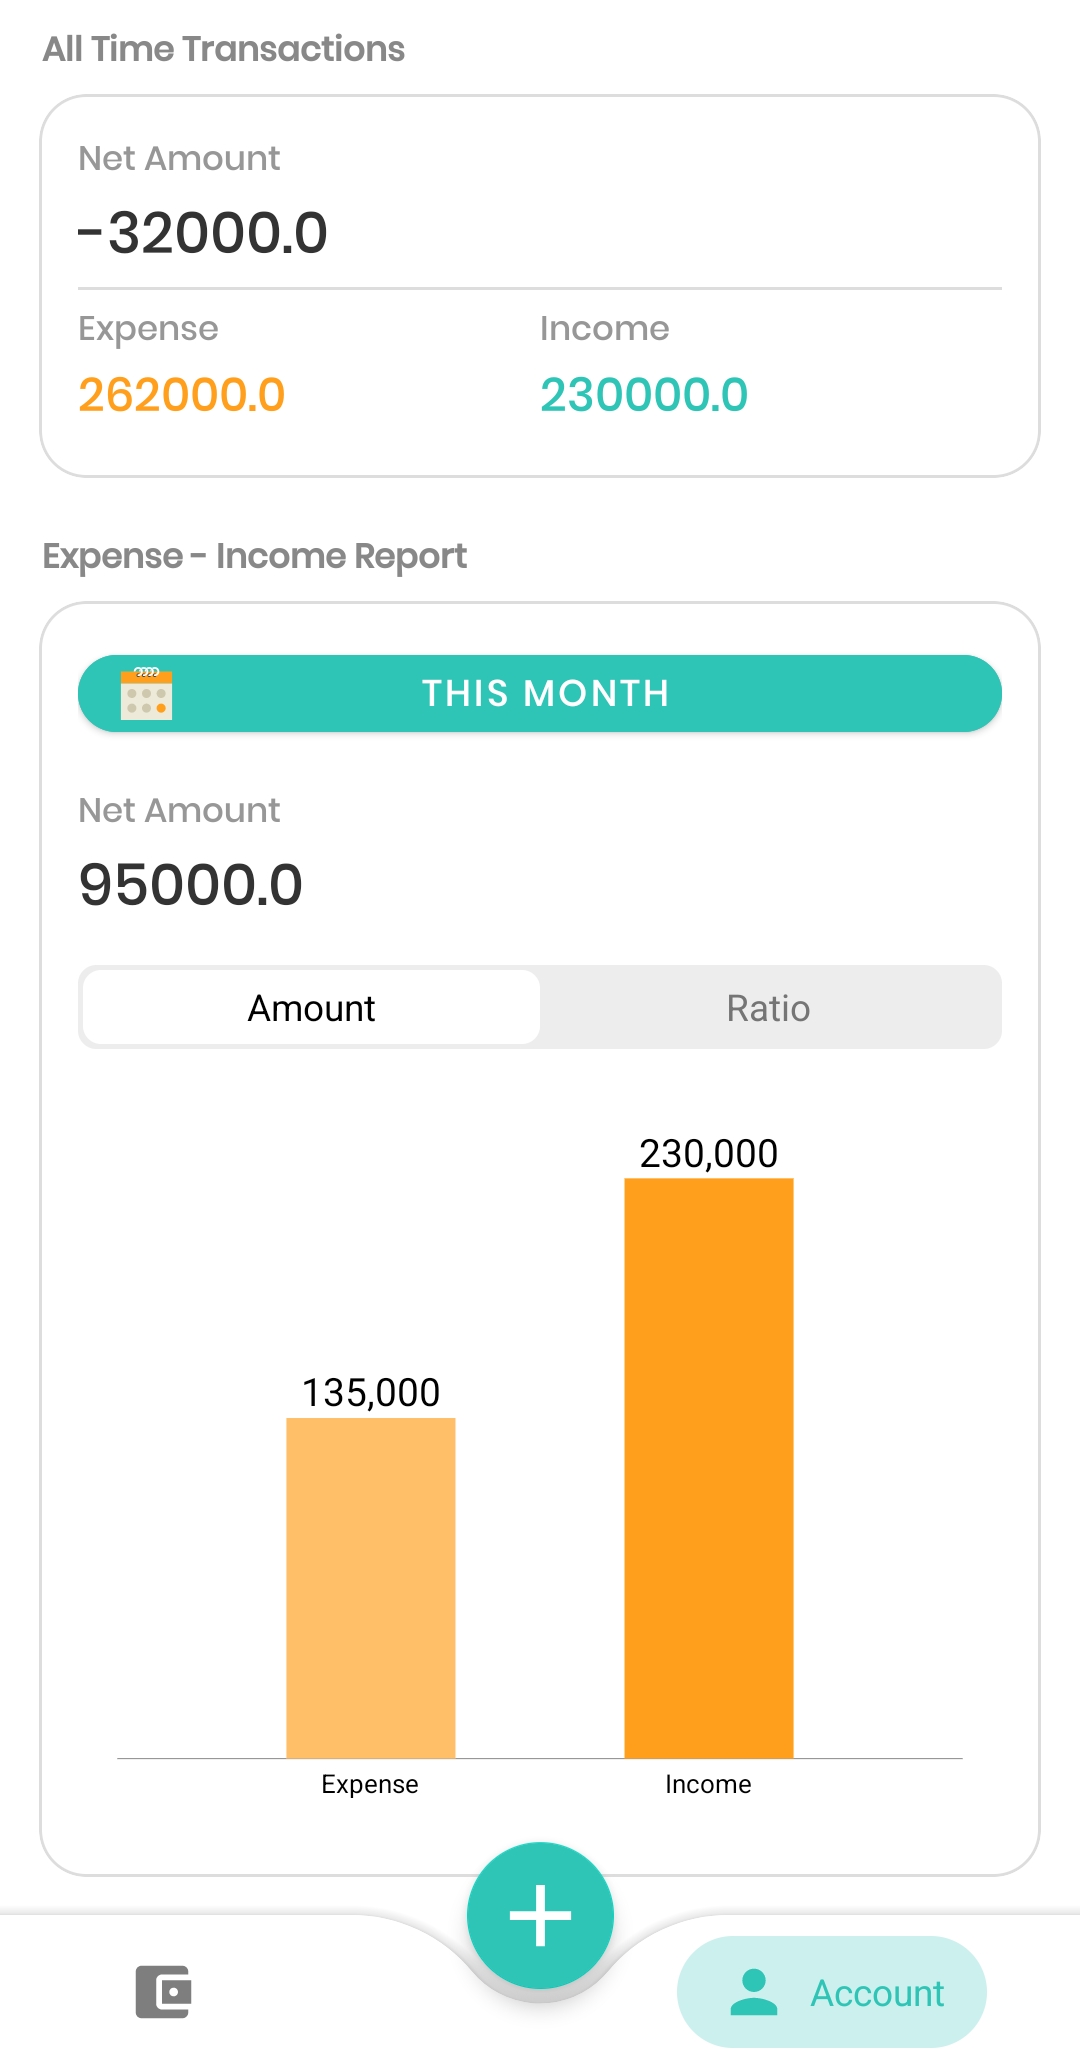 All Time Transactions
Net Amount
-32000.0
Expense Income
262000.0 230000.0
Expense - Income Report
THIS MONTH
Net Amount
95000.0
Amount Ratio
230,000
135,000
Expense Income
Account